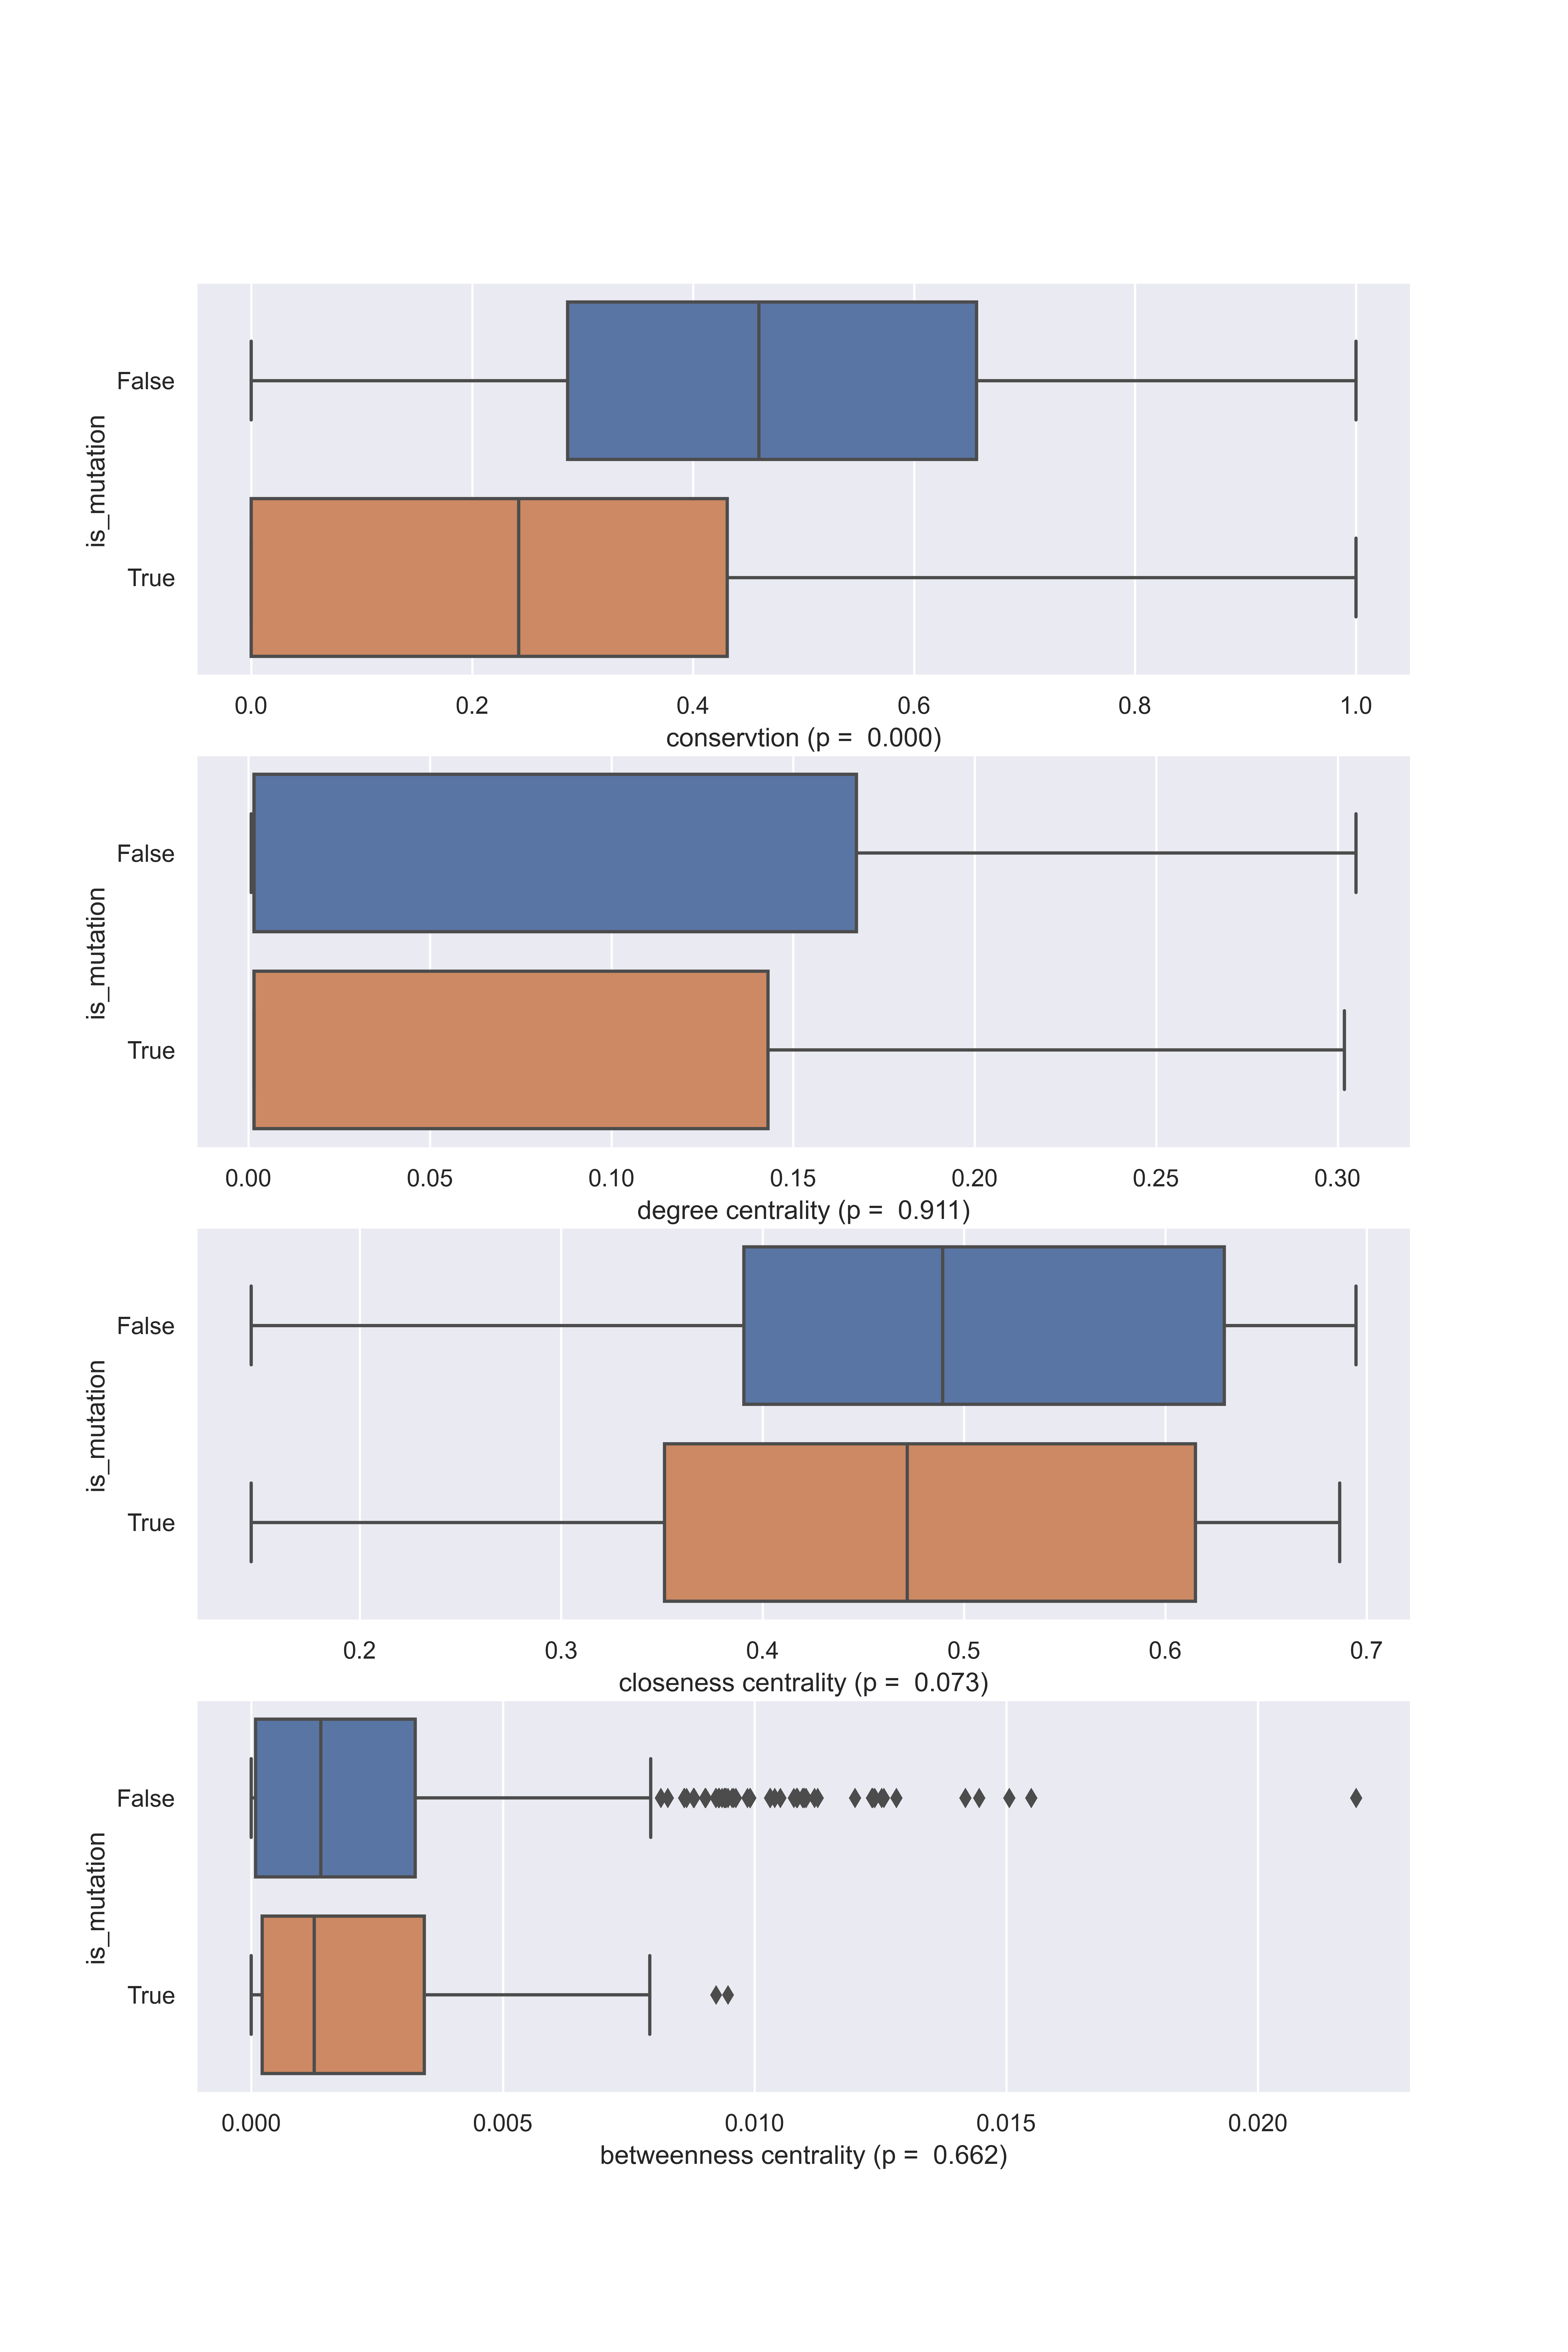 False
True
is_mutation
0.0 0.2 0.4 0.6 0.8 1.0
conservtion (p = 0.000)
False
True
is_mutation
0.00 0.05 0.10 0.15 0.20 0.25 0.30
degree centrality (p = 0.911)
False
True
is_mutation
0.2 0.3 0.4 0.5 0.6 0.7
closeness centrality (p = 0.073)
False
True
is_mutation
0.000 0.005 0.010 0.015 0.020
betweenness centrality (p = 0.662)